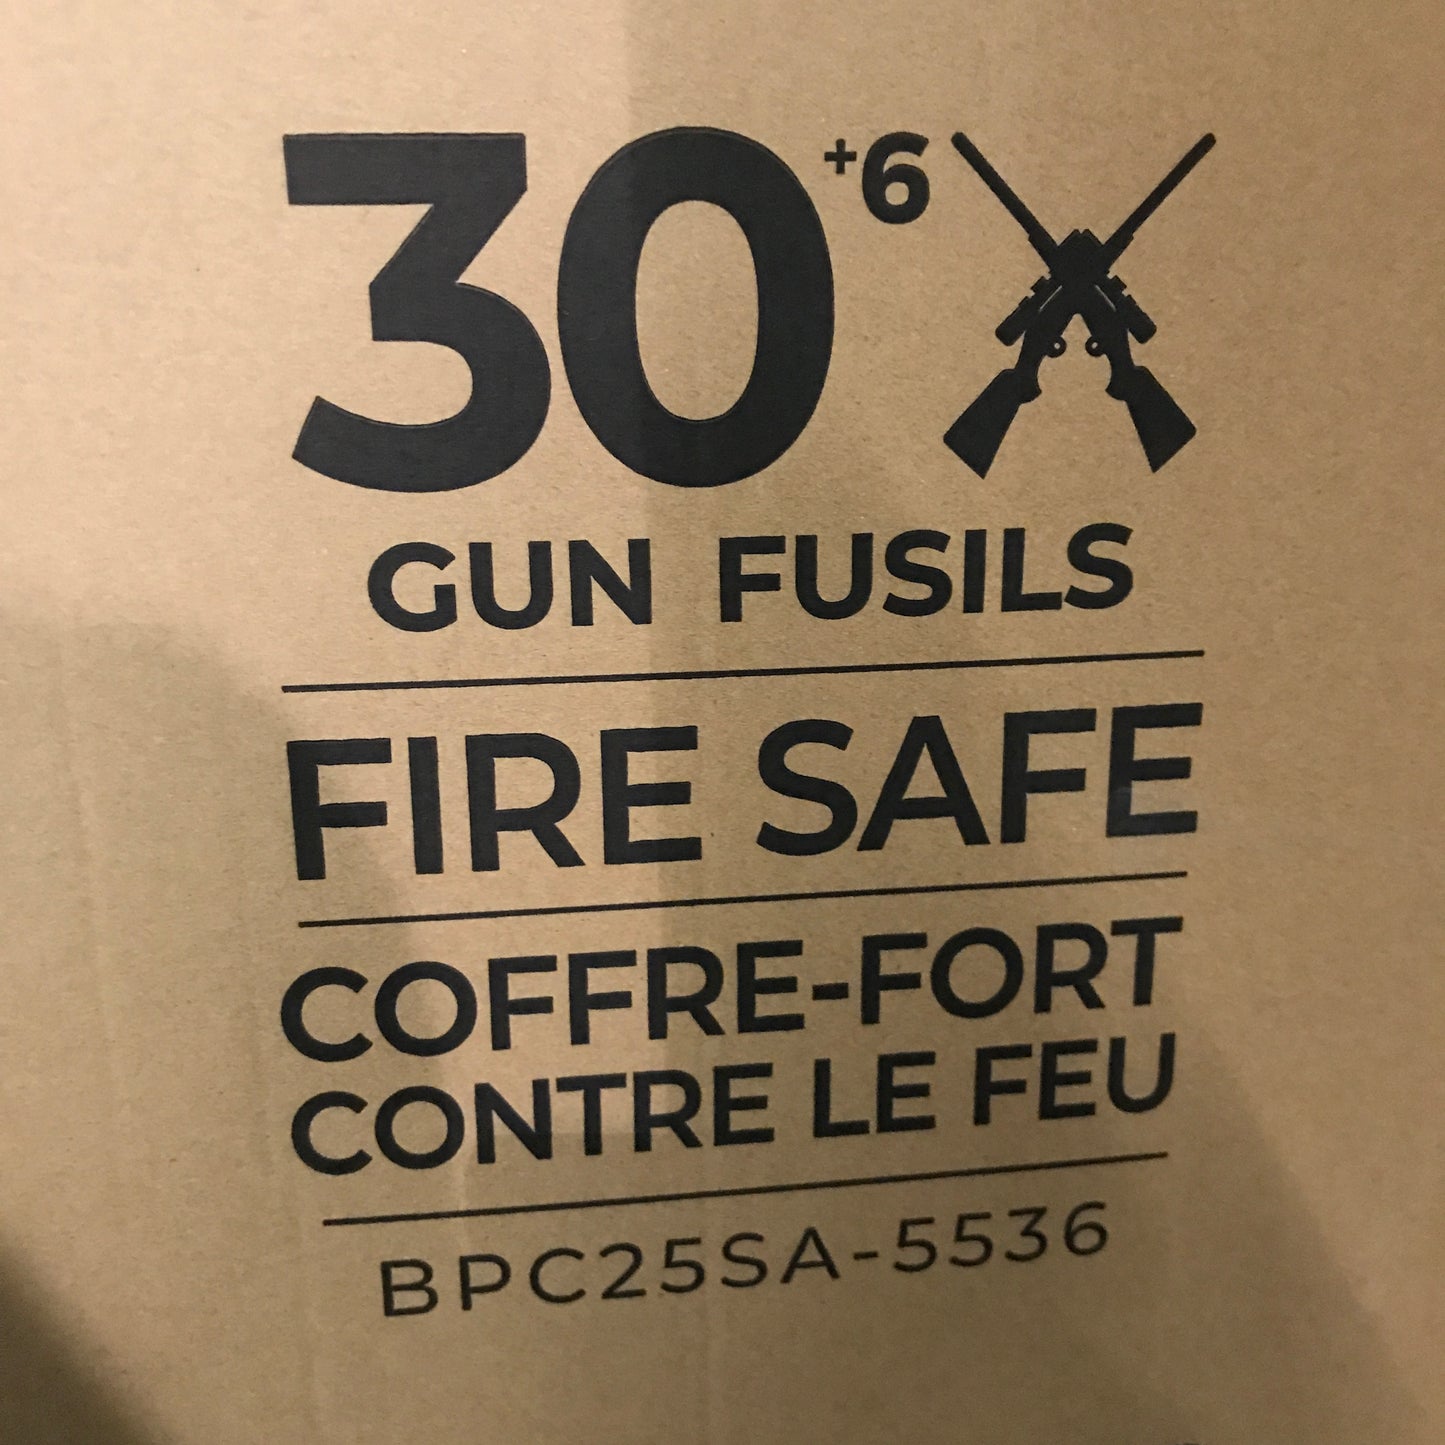 30 +6
GUN FUSILS
FIRE SAFE
COFFRE-FORT
CONTRE LE FEU
BPC25SA-5536